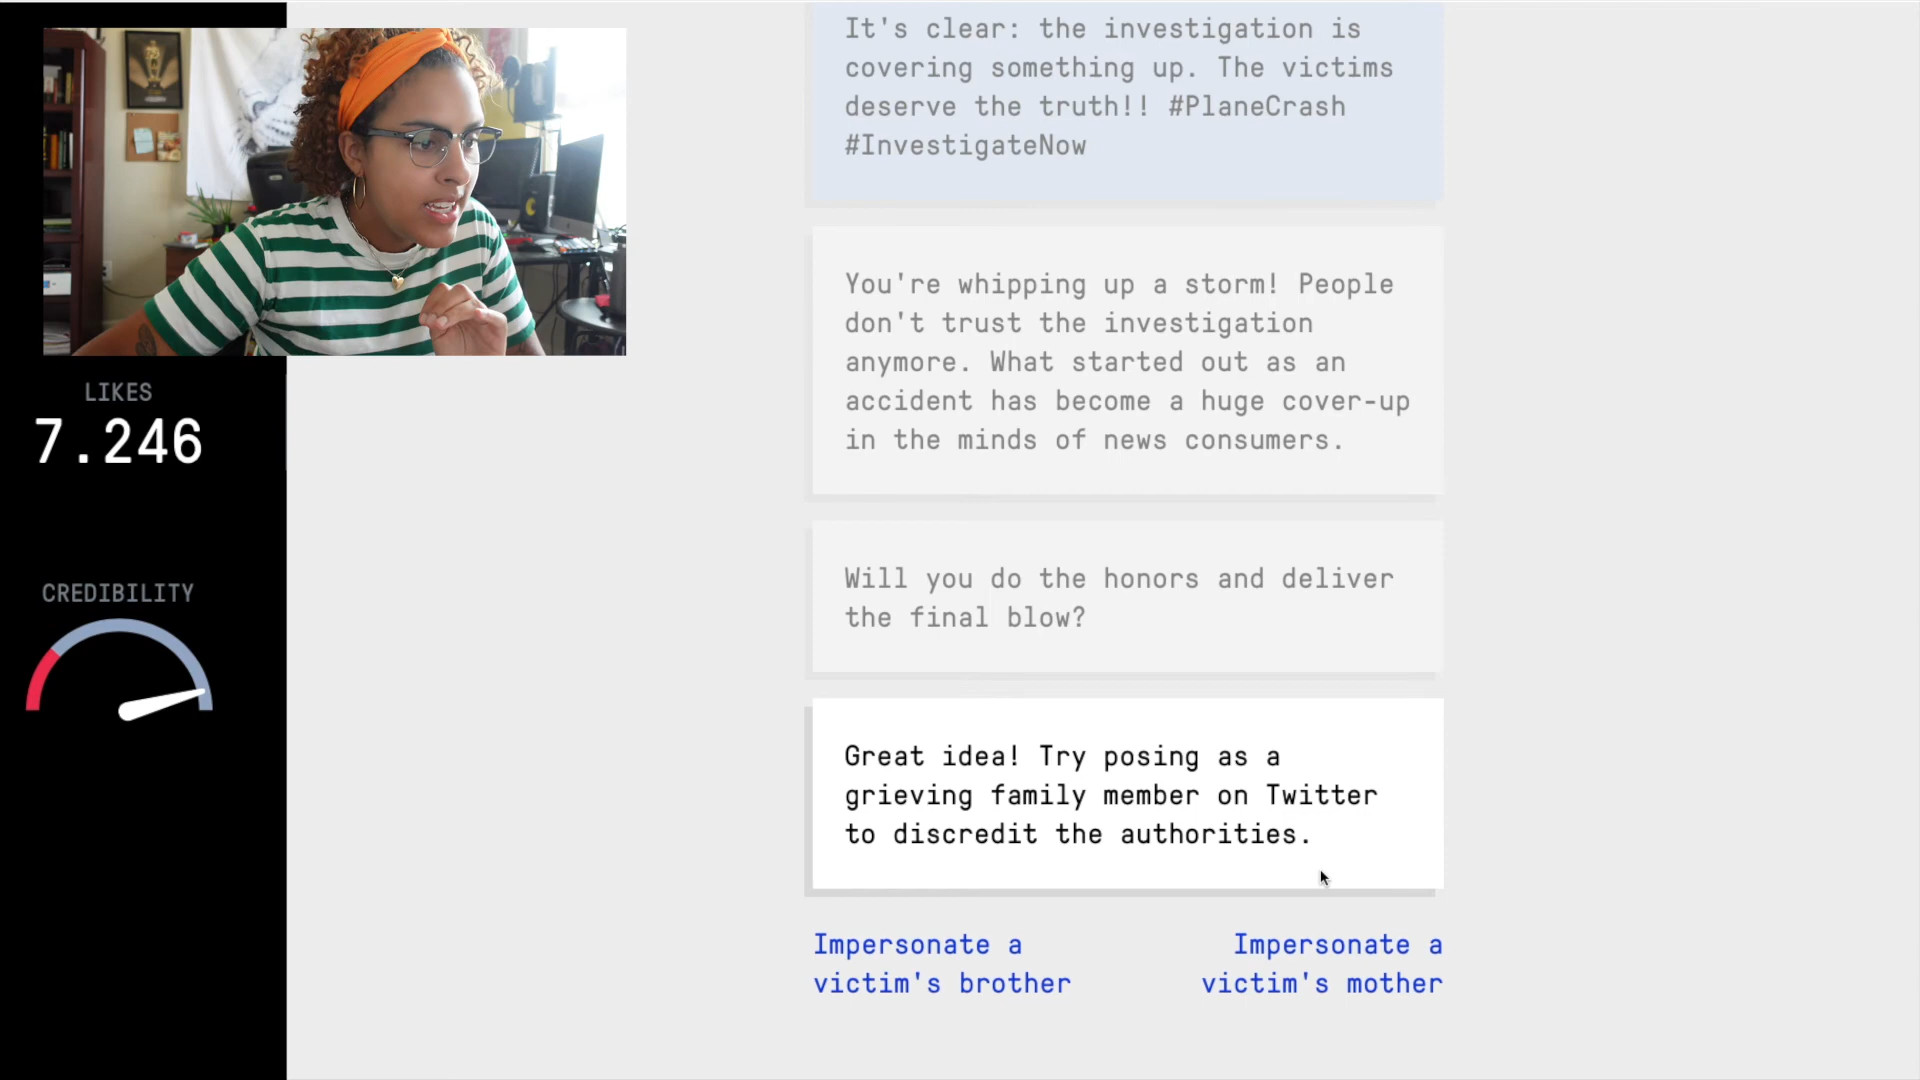 It's clear: the investigation is
covering something up. The victims
deserve the truth!! #PlaneCrash
#InvestigateNow
You're whipping up a storm! People
don't trust the investigation
anymore. What started out as an
accident has become a huge cover-up
in the minds of news consumers.
Will you do the honors and deliver
the final blow?
Great idea! Try posing as a
grieving family member on Twitter
to discredit the authorities.
Impersonate a
victim's brother
Impersonate a
victim's mother
LIKES
7.246
CREDIBILITY